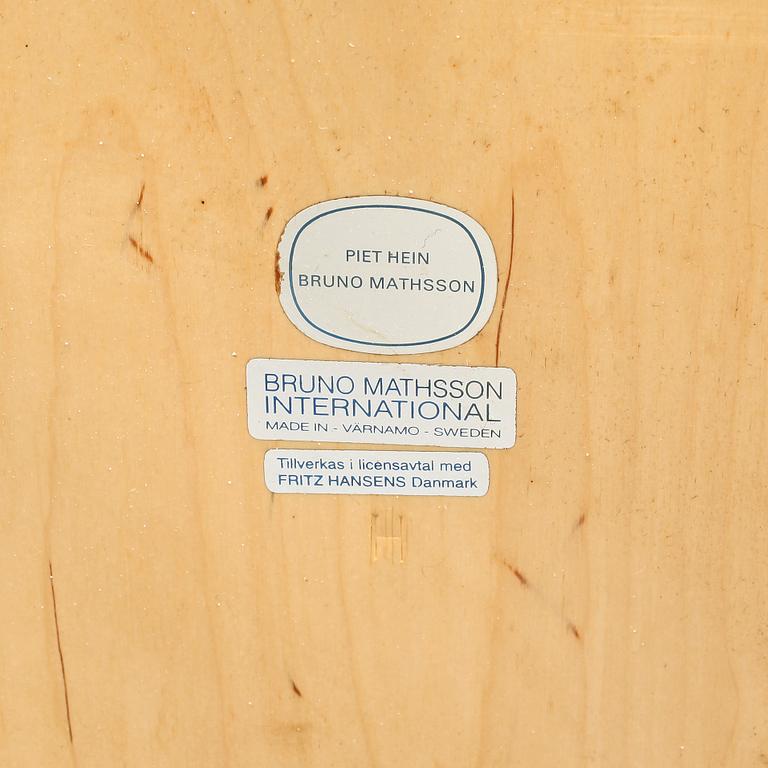 PIET HEIN
BRUNO MATHSSON
BRUNO MATHSSON
INTERNATIONAL
MADE IN - VÄRNAMO - SWEDEN
Tillverkas i licensavtal med
FRITZ HANSENS Danmark